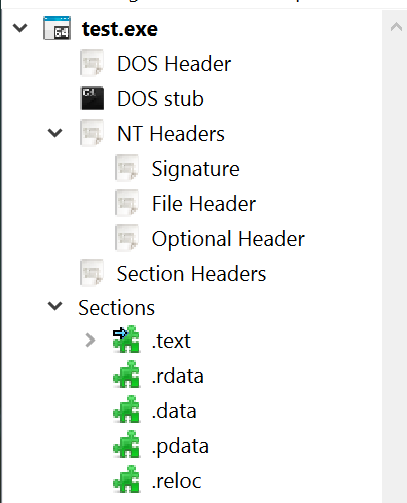 test.exe
DOS Header
DOS stub
NT Headers
Signature
File Header
Optional Header
Section Headers
Sections
.text
.rdata
.data
.pdata
.reloc